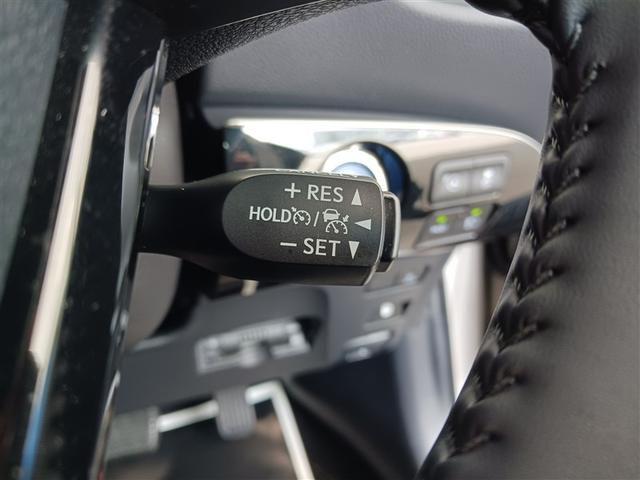 + RES
HOLD /
− SET